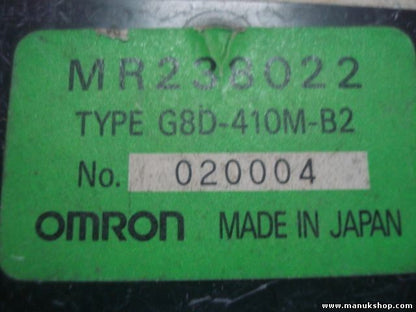 MR236022
TYPE G8D-410M-B2
No. 020004
OMRON MADE IN JAPAN
www.manukshop.com